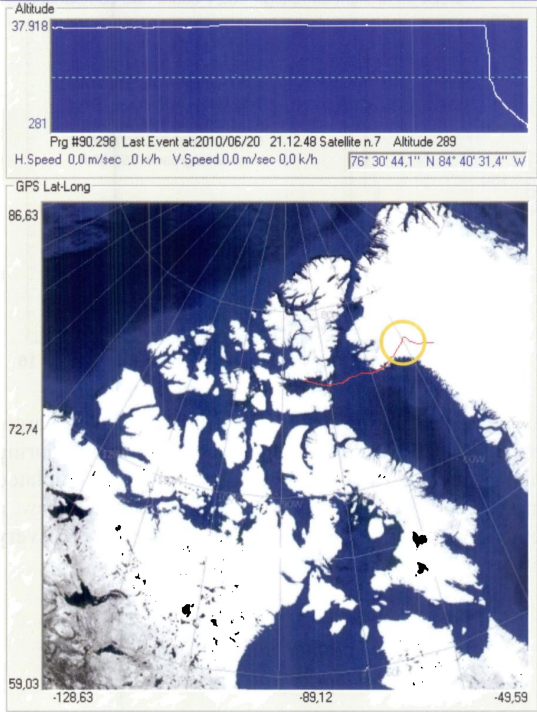 Altitude
37.918
281
Prg #90.298 Last Event at:2010/06/20 21.12.48 Satellite n.7 Altitude 289
H.Speed 0,0 m/sec ,0 k/h V.Speed 0,0 m/sec 0,0 k/h 76° 30' 44,1'' N 84° 40' 31,4'' W
GPS Lat-Long
86,63
72,74
60W
90W
59,03
-128,63 -89,12 -49,59